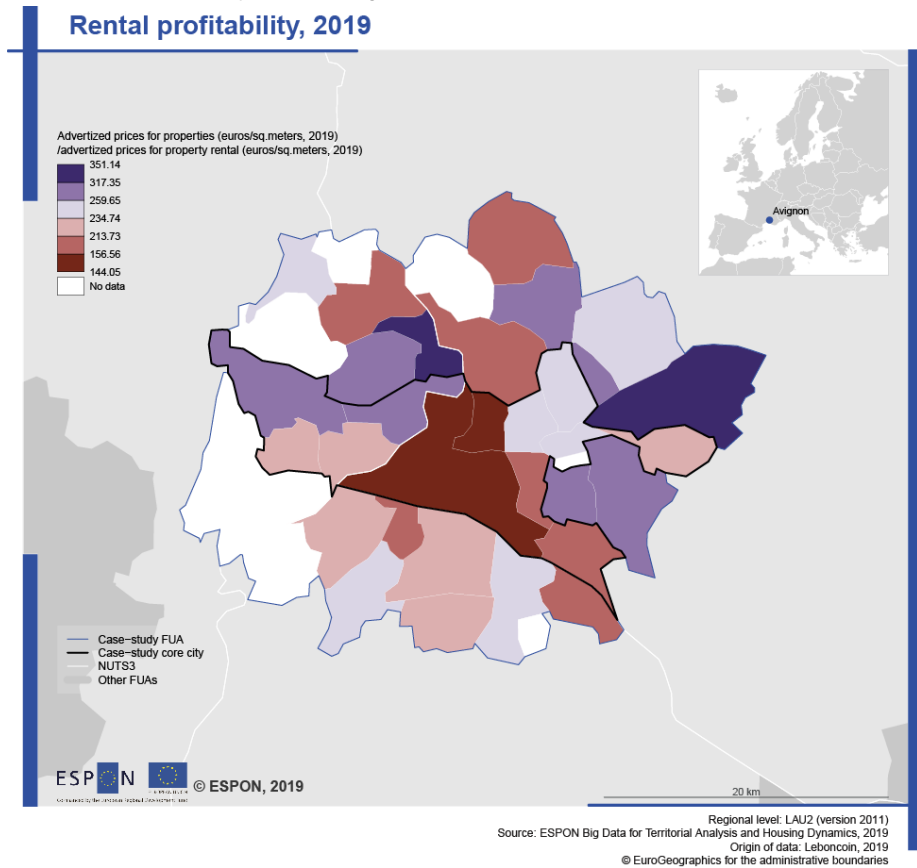 Rental profitability, 2019
Advertized prices for properties (euros/sq.meters, 2019)
/advertized prices for property rental (euros/sq.meters, 2019)
351.14
317.35
259.65
234.74
213.73
156.56
144.05
No data
Avignon
Case-study FUA
Case-study core city
NUTS3
Other FUAs
ESPON
© ESPON, 2019
20 km
Regional level: LAU2 (version 2011)
Source: ESPON Big Data for Territorial Analysis and Housing Dynamics, 2019
Origin of data: Leboncoin, 2019
© EuroGeographics for the administrative boundaries